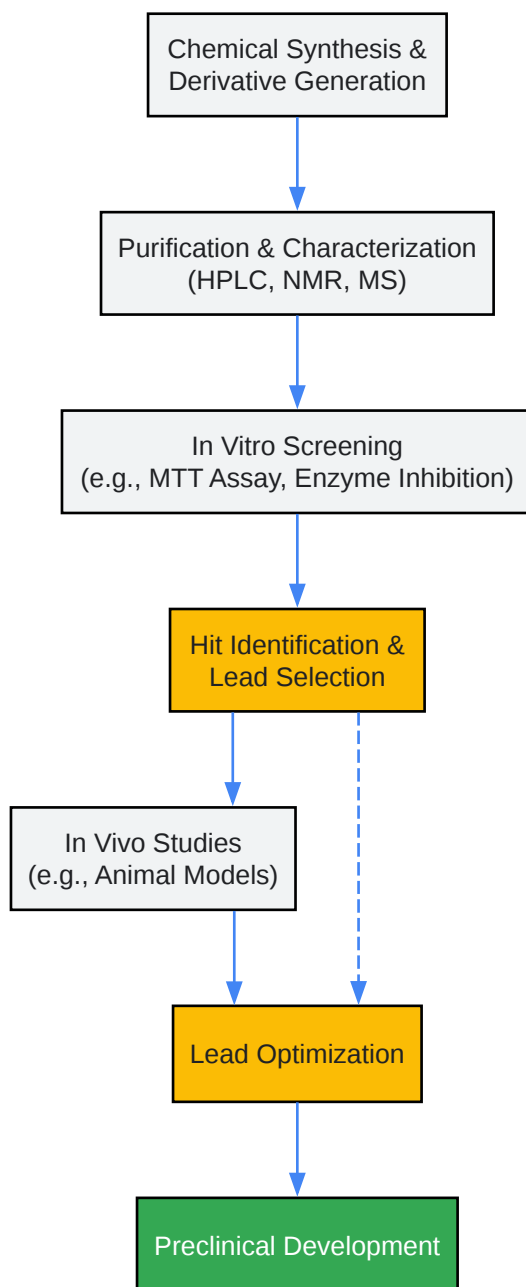 Chemical Synthesis &
Derivative Generation
Purification & Characterization
(HPLC, NMR, MS)
In Vitro Screening
(e.g., MTT Assay, Enzyme Inhibition)
Hit Identification &
Lead Selection
In Vivo Studies
(e.g., Animal Models)
Lead Optimization
Preclinical Development